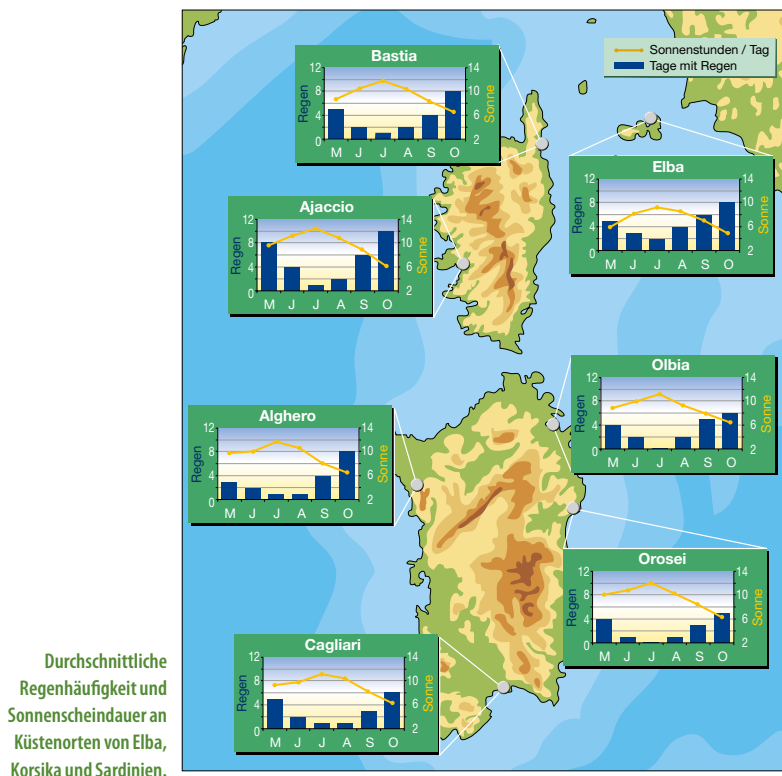 Sonnenstunden / Tag
Tage mit Regen
Bastia
Regen
12
8
4
0
14
10
6
2
Sonne
M J J A S O
Elba
Regen
12
8
4
0
14
10
6
2
Sonne
M J J A S O
Ajaccio
Regen
12
8
4
0
14
10
6
2
Sonne
M J J A S O
Olbia
Regen
12
8
4
0
14
10
6
2
Sonne
M J J A S O
Alghero
Regen
12
8
4
0
14
10
6
2
Sonne
M J J A S O
Orosei
Regen
12
8
4
0
14
10
6
2
Sonne
M J J A S O
Cagliari
Regen
12
8
4
0
14
10
6
2
Sonne
M J J A S O
Durchschnittliche
Regenhäufigkeit und
Sonnenscheindauer an
Küstenorten von Elba,
Korsika und Sardinien.